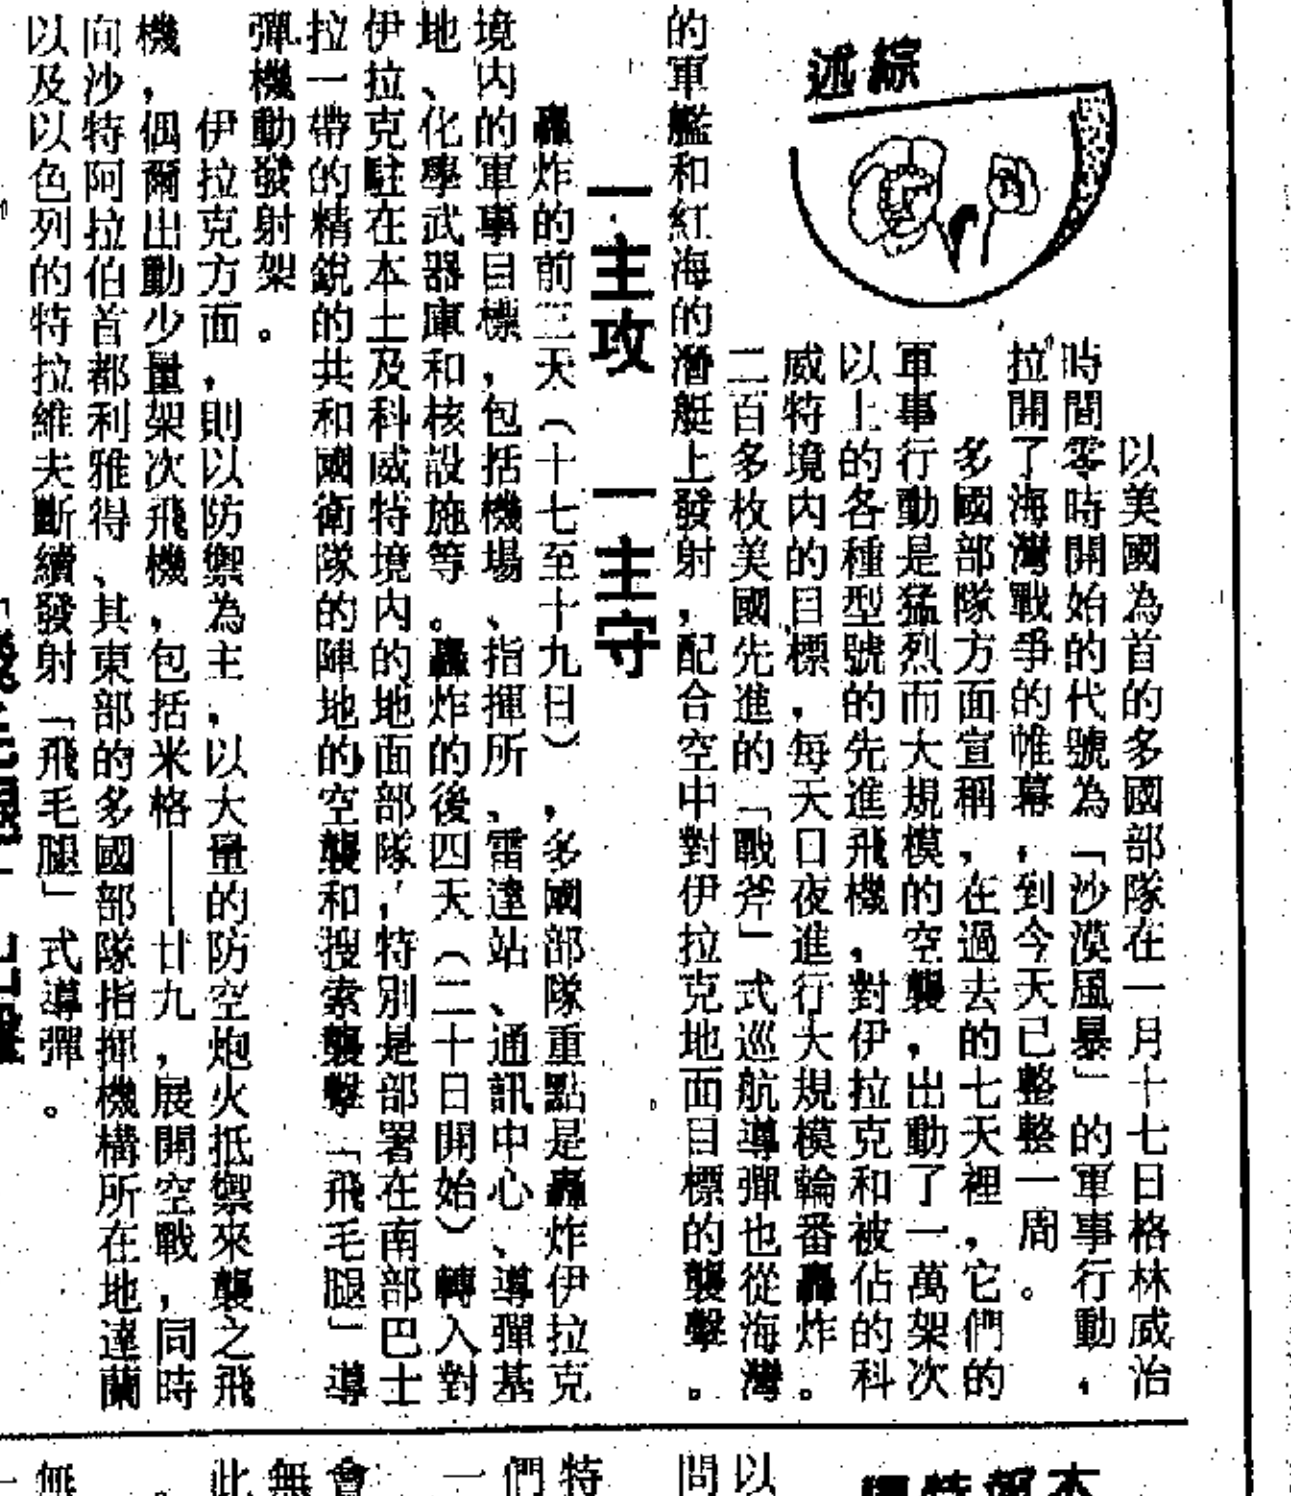 綜述
以美國為首的多國部隊在一月十七日格林威治
時間零時開始的代號為「沙漠風暴」的軍事行動，
拉開了海灣戰爭的帷幕，到今天已整整一周。
多國部隊方面宣稱，在過去的七天裡，它們的
軍事行動是猛烈而大規模的空襲，出動了一萬架次
以上的各種型號的先進飛機，對伊拉克和被佔的科
威特境內的目標，每天日夜進行大規模輪番轟炸。
二百多枚美國先進的「戰斧」式巡航導彈也從海灣
的軍艦和紅海的潛艇上發射，配合空中對伊拉克地面目標的襲擊。
一主攻 一主守
轟炸的前三天（十七至十九日），多國部隊重點是轟炸伊拉克
境內的軍事目標，包括機場、指揮所、雷達站、通訊中心、導彈基
地、化學武器庫和核設施等。轟炸的後四天（二十日開始）轉入對
伊拉克駐在本土及科威特境內的地面部隊，特別是部署在南部巴士
拉一帶的精銳的共和國衛隊的陣地的空襲和搜索襲擊「飛毛腿」導
彈機動發射架。
伊拉克方面，則以防禦為主，以大量的防空炮火抵禦來襲之飛
機，偶爾出動少量架次飛機，包括米格——廿九，展開空戰，同時
向沙特阿拉伯首都利雅得、其東部的多國部隊指揮機構所在地達蘭
以及以色列的特拉維夫斷續發射「飛毛腿」式導彈。
以
問
特
們
一
會
無
此
無
一